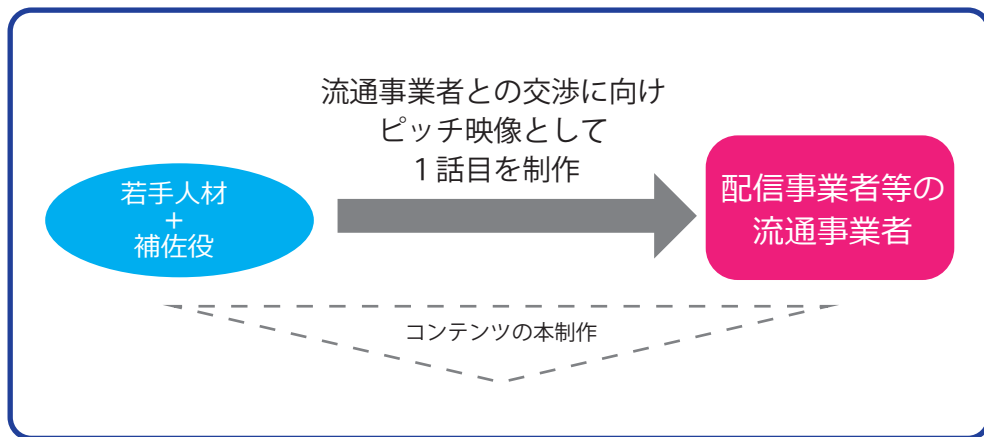 流通事業者との交渉に向け
ピッチ映像として
１話目を制作
若手人材
+
補佐役
配信事業者等の
流通事業者
コンテンツの本制作